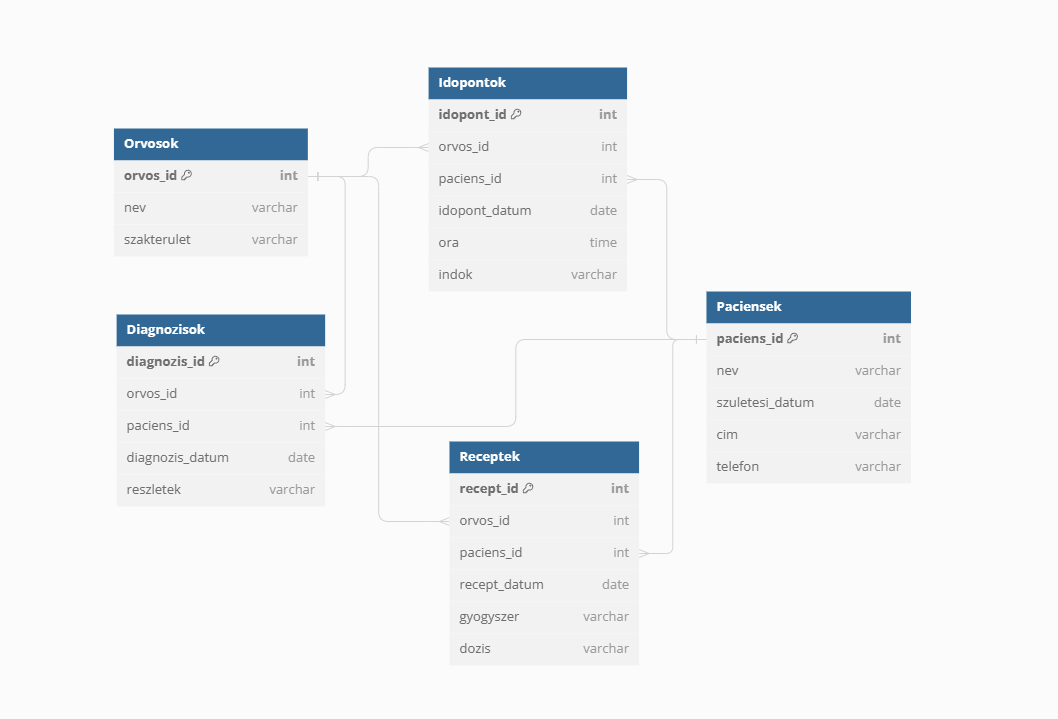 Idopontok
idopont_id int
orvos_id int
paciens_id int
idopont_datum date
ora time
indok varchar
Orvosok
orvos_id int
nev varchar
szakterulet varchar
Diagnozisok
diagnozis_id int
orvos_id int
paciens_id int
diagnozis_datum date
reszletek varchar
Paciensek
paciens_id int
nev varchar
szuletesi_datum date
cim varchar
telefon varchar
Receptek
recept_id int
orvos_id int
paciens_id int
recept_datum date
gyogyszer varchar
dozis varchar